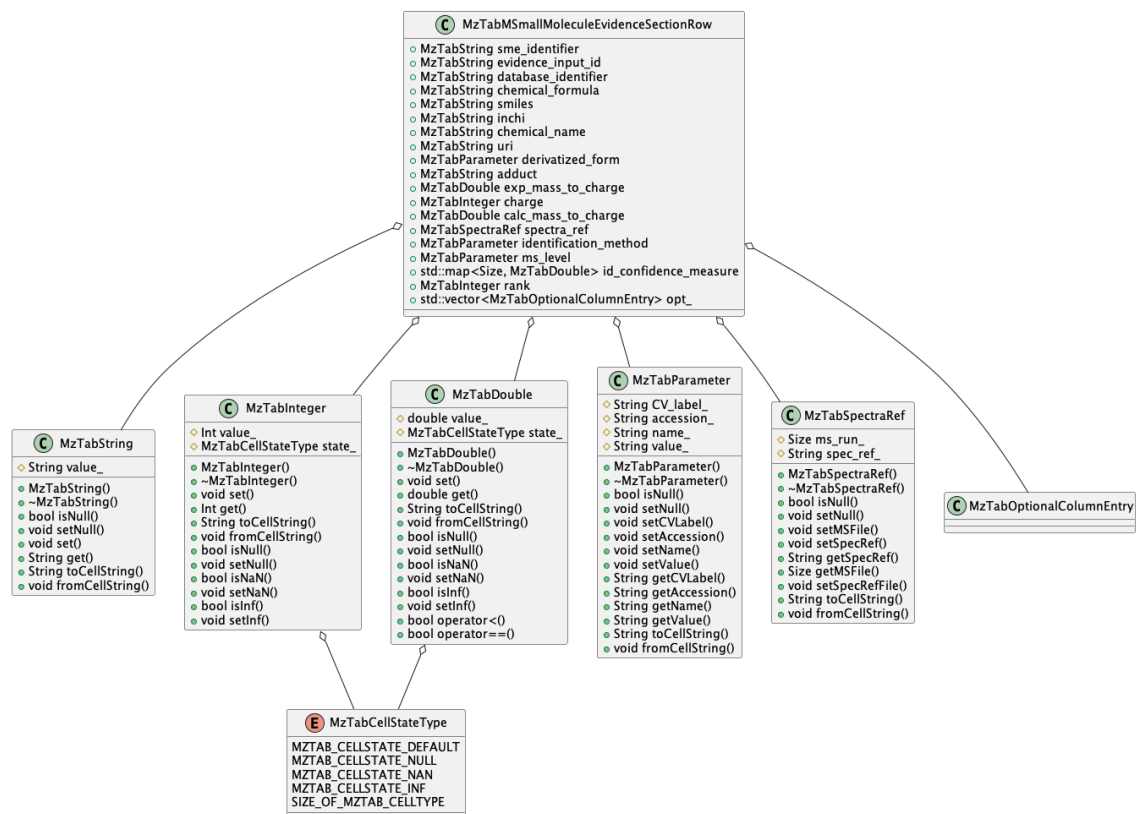 C MzTabMSmallMoleculeEvidenceSectionRow
MzTabString sme_identifier
MzTabString evidence_input_id
MzTabString database_identifier
MzTabString chemical_formula
MzTabString smiles
MzTabString inchi
MzTabString chemical_name
MzTabString uri
MzTabParameter derivatized_form
MzTabString adduct
MzTabDouble exp_mass_to_charge
MzTabInteger charge
MzTabDouble calc_mass_to_charge
MzTabSpectraRef spectra_ref
MzTabParameter identification_method
MzTabParameter ms_level
std::map<Size, MzTabDouble> id_confidence_measure
MzTabInteger rank
std::vector<MzTabOptionalColumnEntry> opt_
C MzTabString
String value_
MzTabString()
~MzTabString()
bool isNull()
void setNull()
void set()
String get()
String toCellString()
void fromCellString()
C MzTabInteger
Int value_
MzTabCellStateType state_
MzTabInteger()
~MzTabInteger()
void set()
Int get()
String toCellString()
void fromCellString()
bool isNull()
void setNull()
bool isNaN()
void setNaN()
bool isInf()
void setInf()
C MzTabDouble
double value_
MzTabCellStateType state_
MzTabDouble()
~MzTabDouble()
void set()
double get()
String toCellString()
void fromCellString()
bool isNull()
void setNull()
bool isNaN()
void setNaN()
bool isInf()
void setInf()
bool operator<()
bool operator==()
C MzTabParameter
String CV_label_
String accession_
String name_
String value_
MzTabParameter()
~MzTabParameter()
bool isNull()
void setNull()
void setCVLabel()
void setAccession()
void setName()
void setValue()
String getCVLabel()
String getAccession()
String getName()
String getValue()
String toCellString()
void fromCellString()
C MzTabSpectraRef
Size ms_run_
String spec_ref_
MzTabSpectraRef()
~MzTabSpectraRef()
bool isNull()
void setNull()
void setMSFile()
void setSpecRef()
String getSpecRef()
Size getMSFile()
void setSpecRefFile()
String toCellString()
void fromCellString()
C MzTabOptionalColumnEntry
E MzTabCellStateType
MZTAB_CELLSTATE_DEFAULT
MZTAB_CELLSTATE_NULL
MZTAB_CELLSTATE_NAN
MZTAB_CELLSTATE_INF
SIZE_OF_MZTAB_CELLTYPE